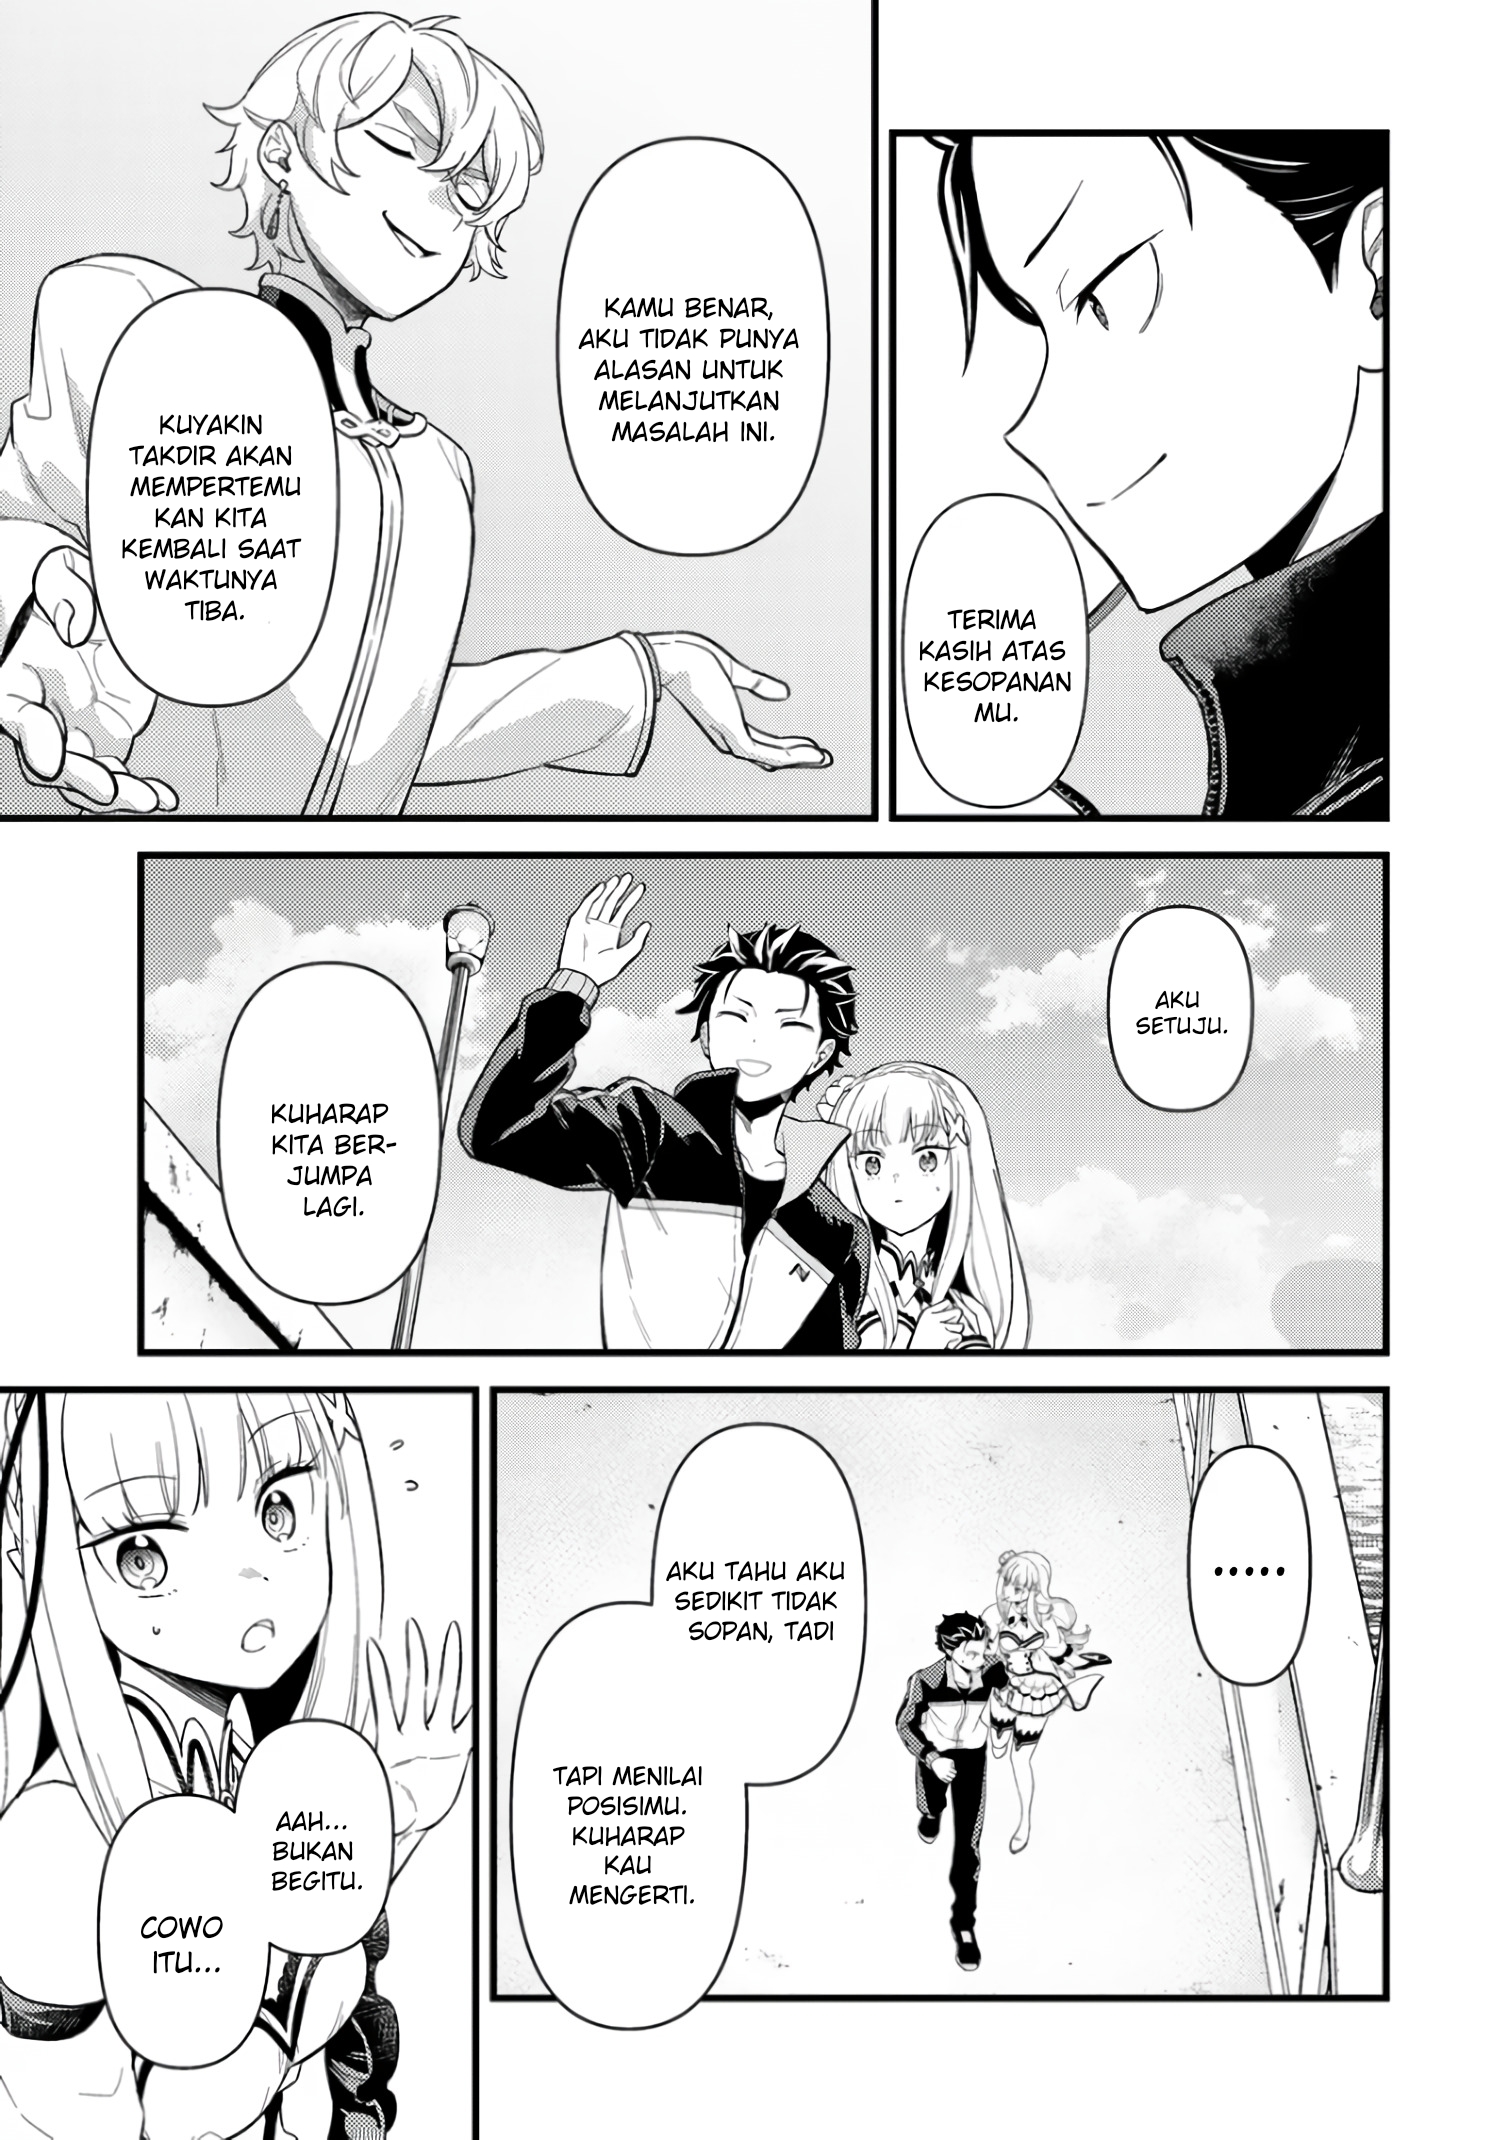 TERIMA
KASIH ATAS
KESOPANAN
MU.
KAMU BENAR,
AKU TIDAK PUNYA
ALASAN UNTUK
MELANJUTKAN
MASALAH INI.
KUYAKIN
TAKDIR AKAN
MEMPERTEMU
KAN KITA
KEMBALI SAAT
WAKTUNYA
TIBA.
AKU
SETUJU.
KUHARAP
KITA BER-
JUMPA
LAGI.
N
.....
AKU TAHU AKU
SEDIKIT TIDAK
SOPAN, TADI
TAPI MENILAI
POSISIMU.
KUHARAP
KAU
MENGERTI.
AAH...
BUKAN
BEGITU.
COWO
ITU...